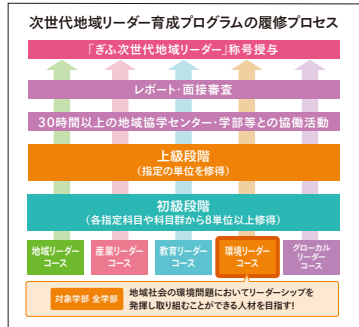 次世代地域リーダー育成プログラムの履修プロセス
「ぎふ次世代地域リーダー」称号授与
レポート・面接審査
30時間以上の地域協学センター・学部等との協働活動
上級段階
(指定の単位を修得)
初級段階
(各指定科目や科目群から8単位以上修得)
地域リーダー
コース
産業リーダー
コース
教育リーダー
コース
環境リーダー
コース
グローカル
リーダー
コース
対象学部 全学部
地域社会の環境問題においてリーダーシップを
発揮し取り組むことができる人材を目指す!